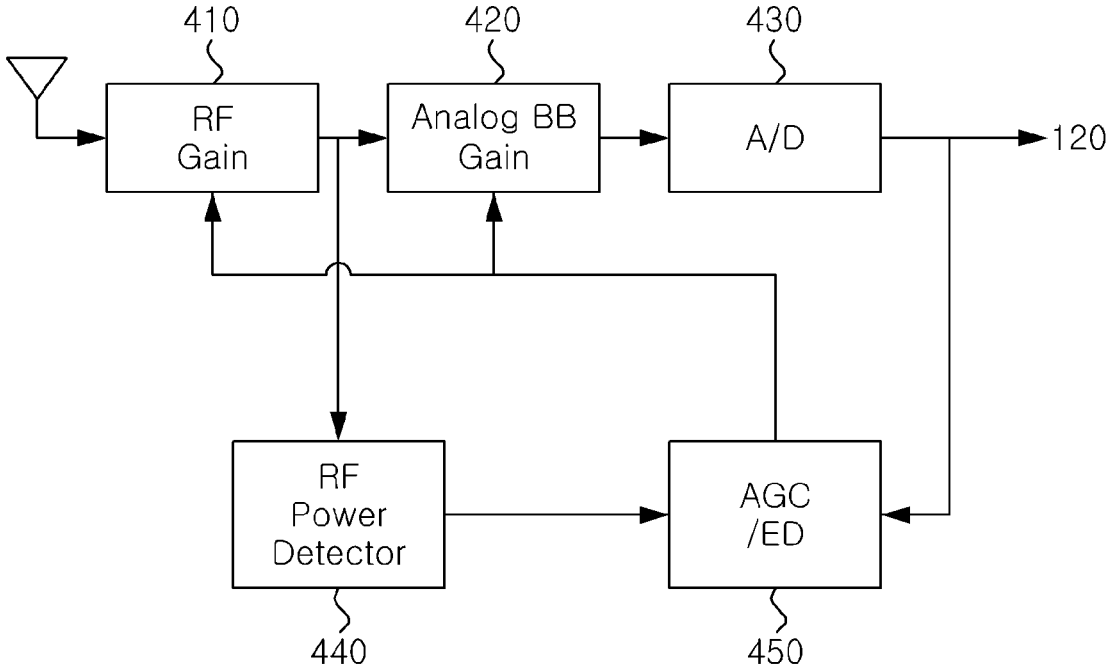 410
420
430
RF
Gain
Analog BB
Gain
A/D
120
RF
Power
Detector
AGC
/ED
440
450